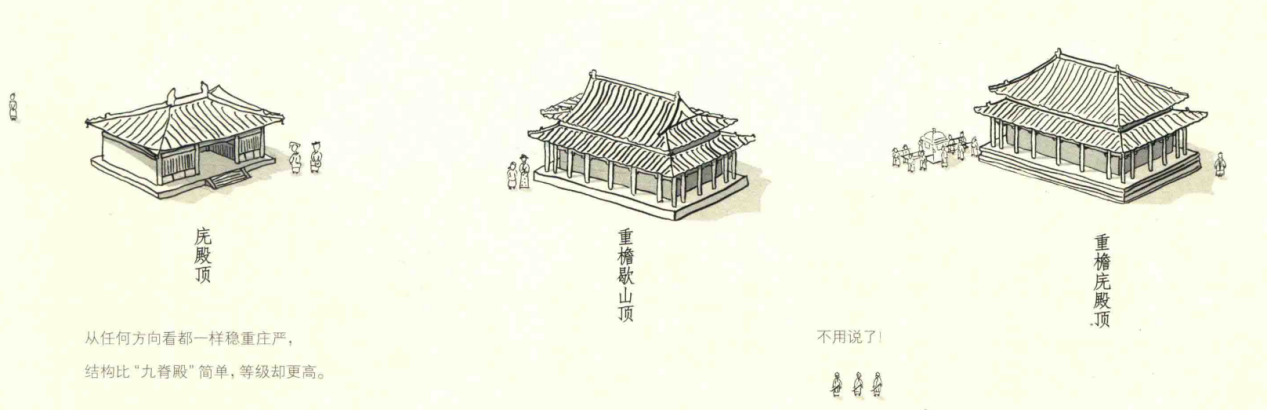 庑殿顶
从任何方向看都一样稳重庄严，
结构比“九脊殿”简单，等级却更高。
重檐歇山顶
重檐庑殿顶
不用说了！